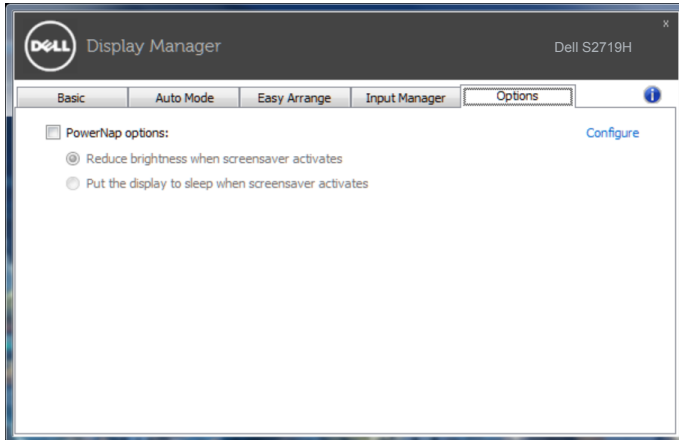 x
DELL Display Manager Dell S2719H
Basic Auto Mode Easy Arrange Input Manager Options i
PowerNap options: Configure
Reduce brightness when screensaver activates
Put the display to sleep when screensaver activates